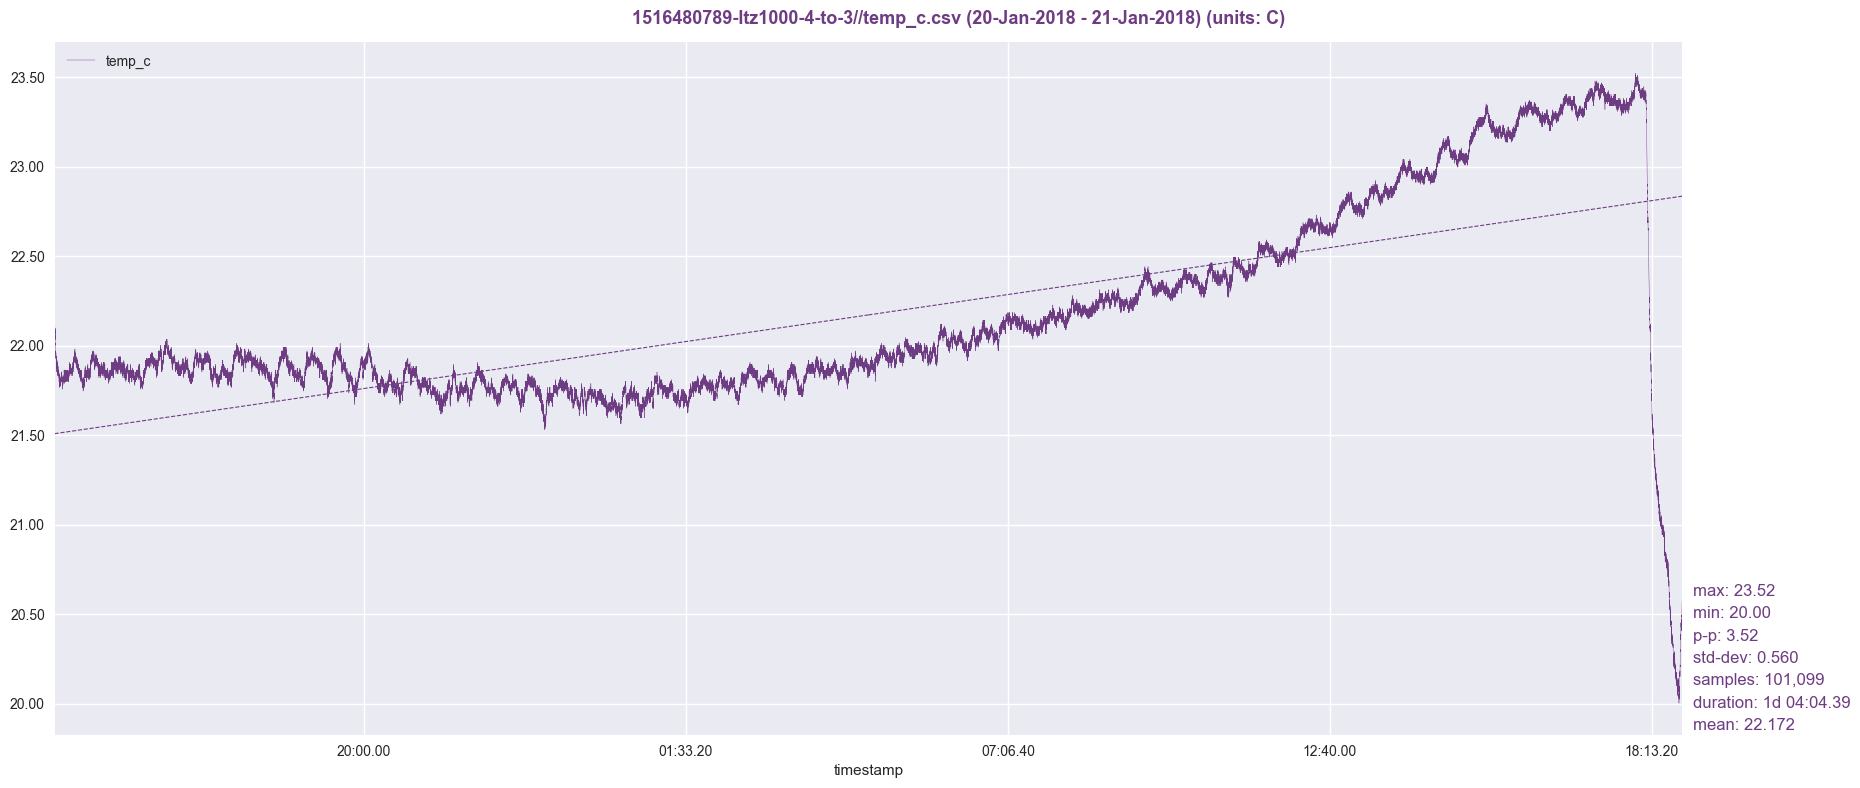 1516480789-ltz1000-4-to-3//temp_c.csv (20-Jan-2018 - 21-Jan-2018) (units: C)
temp_c
23.50
23.00
22.50
22.00
21.50
21.00
20.50
20.00
max: 23.52
min: 20.00
p-p: 3.52
std-dev: 0.560
samples: 101,099
duration: 1d 04:04.39
mean: 22.172
20:00.00 01:33.20 07:06.40 12:40.00 18:13.20
timestamp